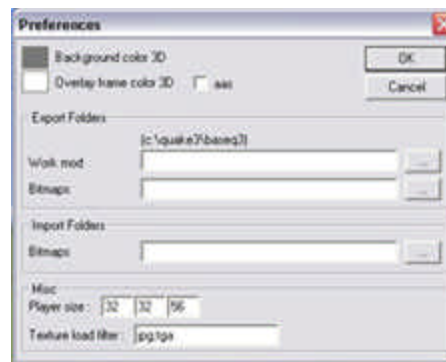 Preferences
Background color 3D
OK
Overlay frame color 3D aas
Cancel
Export Folders
(c:\quake3\baseq3)
Work mod
...
Bitmaps
...
Import Folders
Bitmaps
...
Misc
Player size : 32 32 56
Texture load filter : jpg;tga